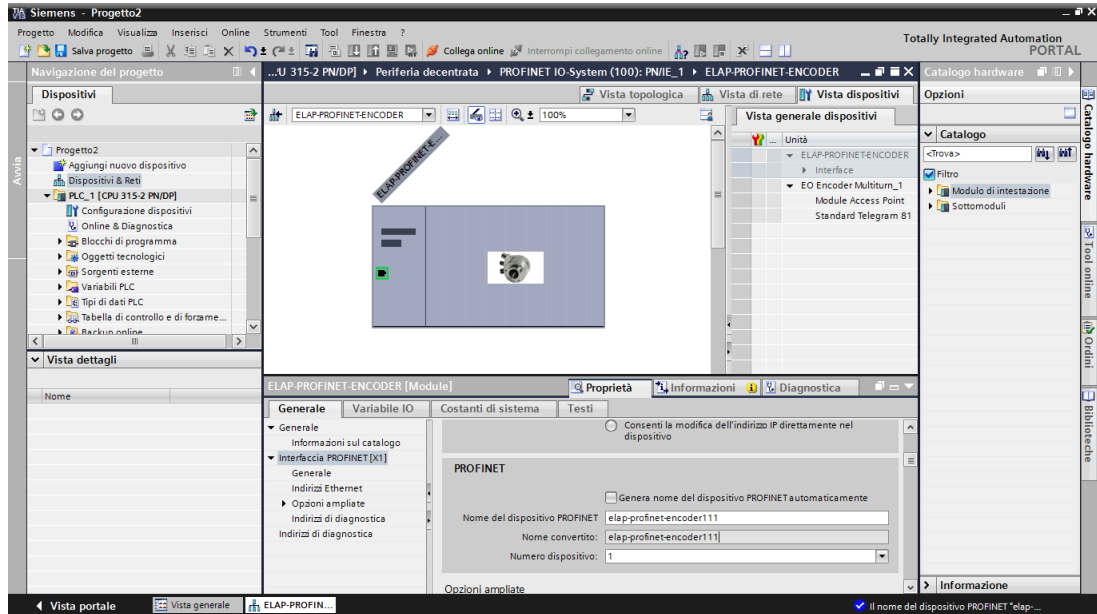 Siemens - Progetto2
Progetto Modifica Visualizza Inserisci Online Strumenti Tool Finestra ?
Salva progetto Collega online Interrompi collegamento online
Totally Integrated Automation
PORTAL
Navigazione del progetto
...'U 315-2 PN/DP] Periferia decentrata PROFINET IO-System (100): PN/IE_1 ELAP-PROFINET-ENCODER
Catalogo hardware
Dispositivi
Vista topologica Vista di rete Vista dispositivi
Opzioni
ELAP-PROFINET-ENCODER 100%
Vista generale dispositivi
Catalogo
<Trova>
Filtro
Modulo di intestazione
Sottomoduli
Informazione
... Unità
ELAP-PROFINET-ENCODER
Interface
EO Encoder Multiturn_1
Module Access Point
Standard Telegram 81
ELAP-PROFINET-E...
Avvia
Progetto2
Aggiungi nuovo dispositivo
Dispositivi & Reti
PLC_1 [CPU 315-2 PN/DP]
Configurazione dispositivi
Online & Diagnostica
Blocchi di programma
Oggetti tecnologici
Sorgenti esterne
Variabili PLC
Tipi di dati PLC
Tabella di controllo e di forzame...
Backup online
Vista dettagli
Nome
ELAP-PROFINET-ENCODER [Module]
Proprietà Informazioni Diagnostica
Generale Variabile IO Costanti di sistema Testi
Generale
Informazioni sul catalogo
Interfaccia PROFINET [X1]
Generale
Indirizzi Ethernet
Opzioni ampliate
Indirizzi di diagnostica
Indirizzi di diagnostica
Consenti la modifica dell'indirizzo IP direttamente nel
dispositivo
PROFINET
Genera nome del dispositivo PROFINET automaticamente
Nome del dispositivo PROFINET elap-profinet-encoder111
Nome convertito: elap-profinet-encoder111
Numero dispositivo: 1
Opzioni ampliate
Catalogo hardware
Tool online
Ordini
Biblioteche
Vista portale Vista generale ELAP-PROFIN...
Il nome del dispositivo PROFINET "elap-...